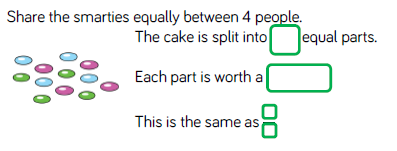 Share the smarties equally between 4 people.
The cake is split into equal parts.
Each part is worth a
This is the same as